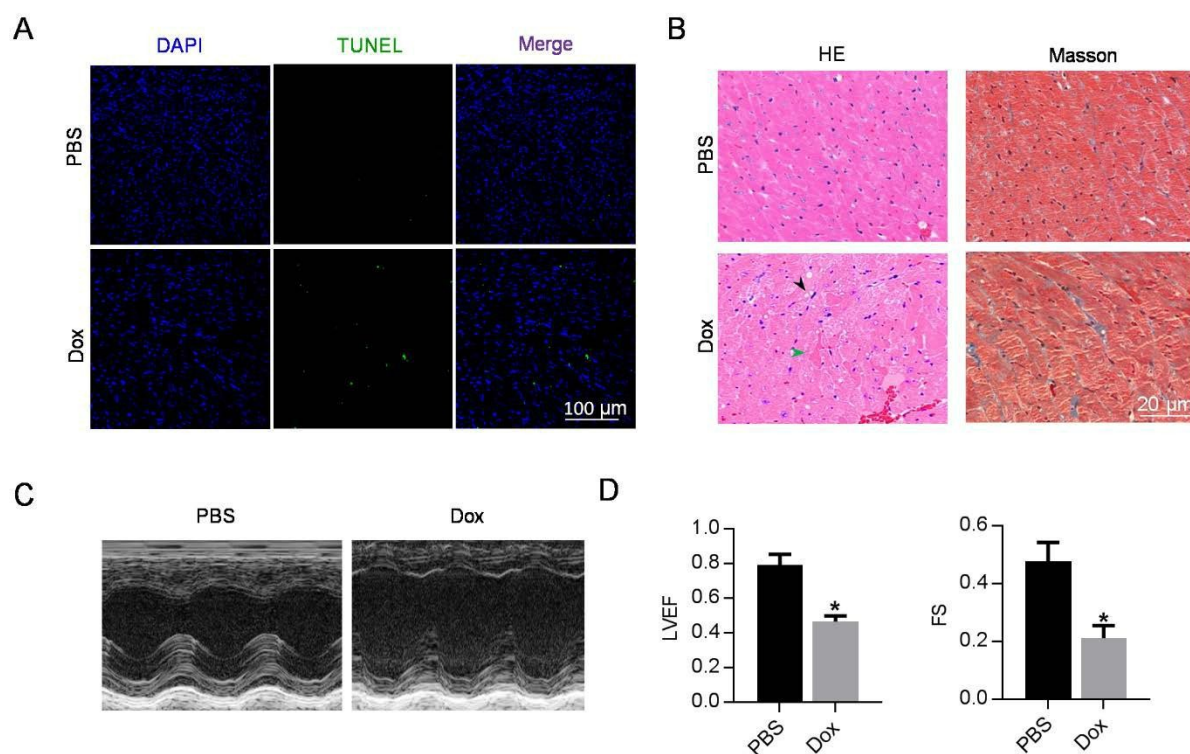 A
DAPI
TUNEL
Merge
PBS
Dox
100 µm
B
HE
Masson
PBS
Dox
20 µm
C
PBS
Dox
D
LVEF
1.0
0.8
0.6
0.4
0.2
0.0
*
PBS
Dox
FS
0.6
0.4
0.2
0.0
*
PBS
Dox